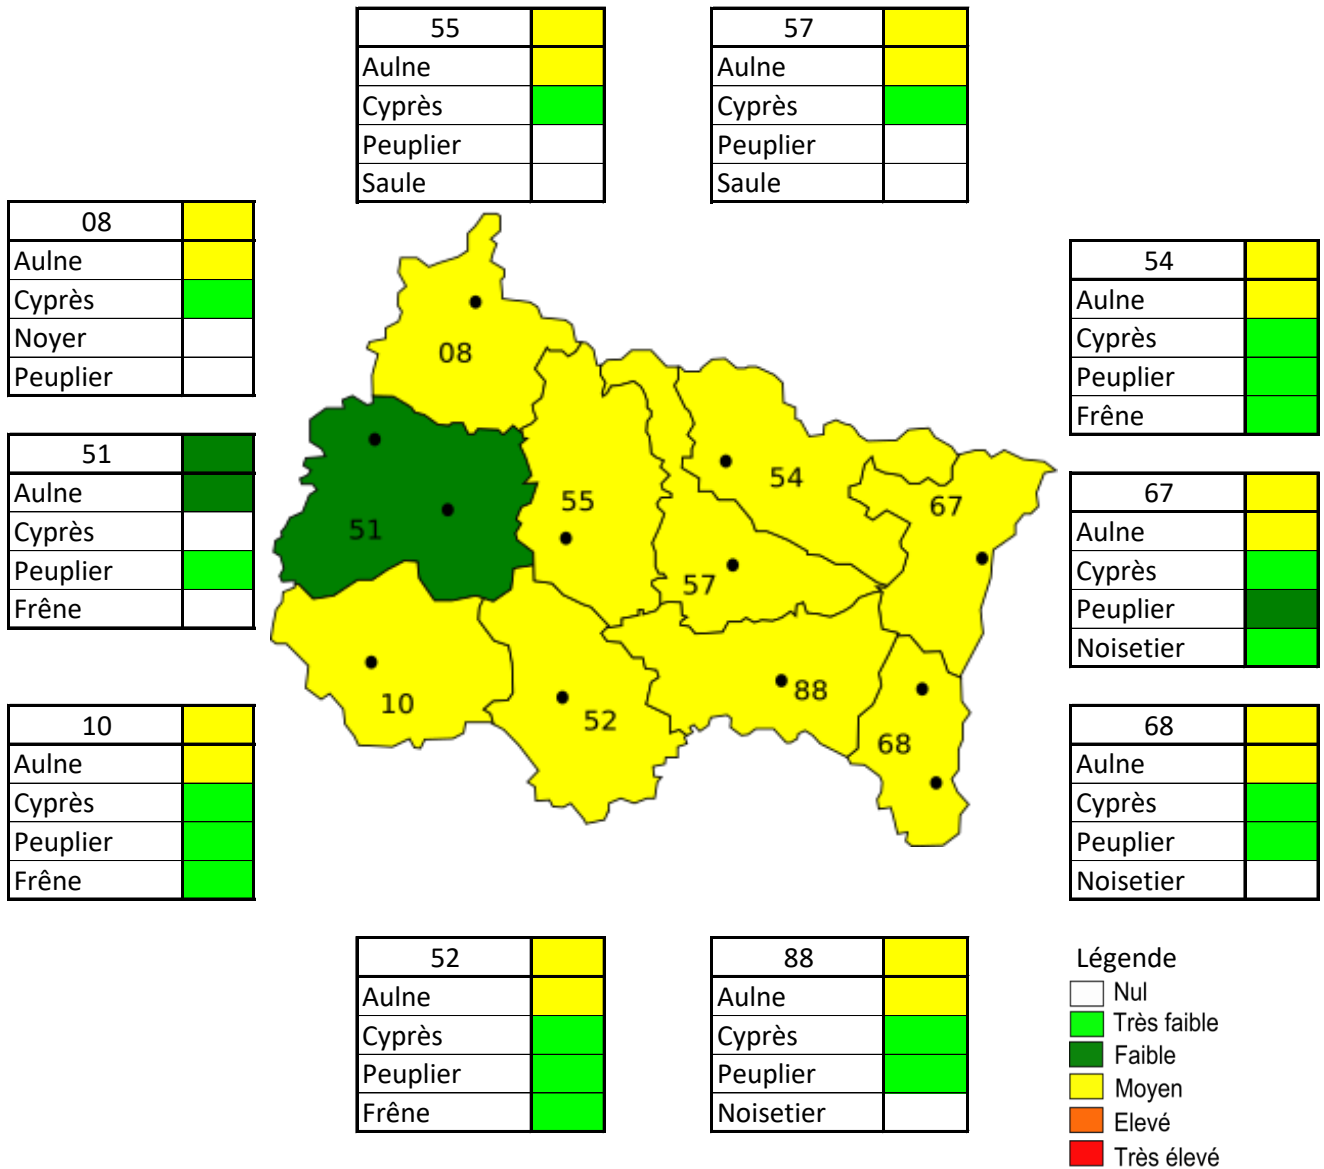 55
Aulne
Cyprès
Peuplier
Saule
57
Aulne
Cyprès
Peuplier
Saule
08
Aulne
Cyprès
Noyer
Peuplier
51
Aulne
Cyprès
Peuplier
Frêne
10
Aulne
Cyprès
Peuplier
Frêne
08
51
55
54
67
57
10
52
88
68
54
Aulne
Cyprès
Peuplier
Frêne
67
Aulne
Cyprès
Peuplier
Noisetier
68
Aulne
Cyprès
Peuplier
Noisetier
52
Aulne
Cyprès
Peuplier
Frêne
88
Aulne
Cyprès
Peuplier
Noisetier
Légende
Nul
Très faible
Faible
Moyen
Elevé
Très élevé